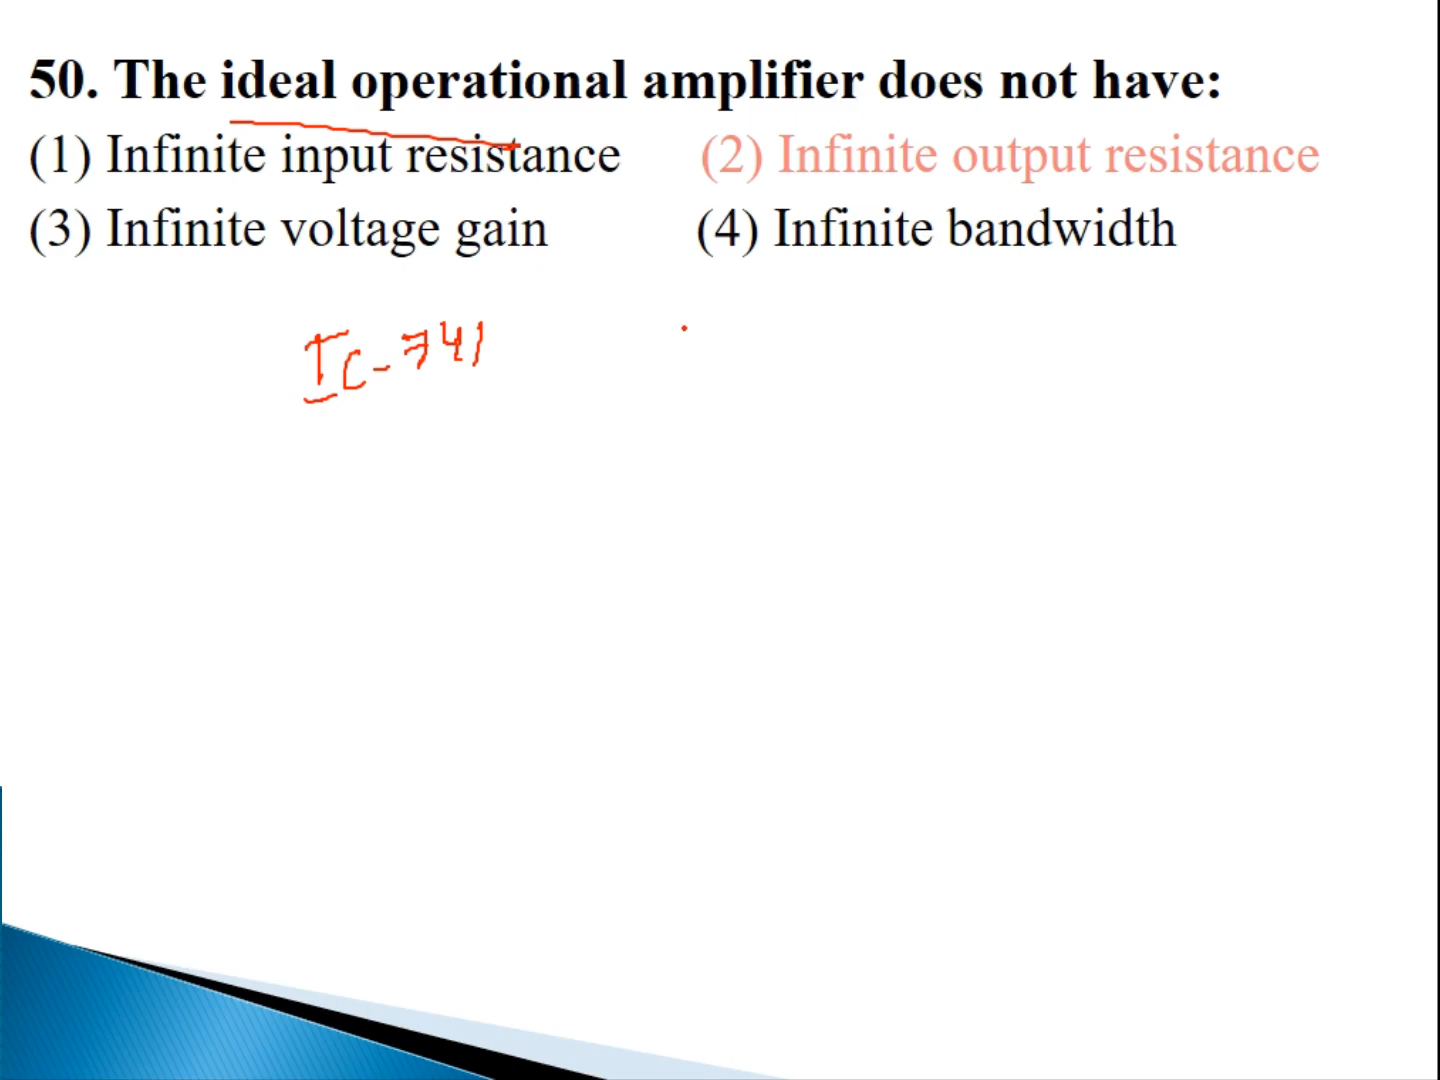 50. The ideal operational amplifier does not have:
(1) Infinite input resistance (2) Infinite output resistance
(3) Infinite voltage gain (4) Infinite bandwidth
IC-741